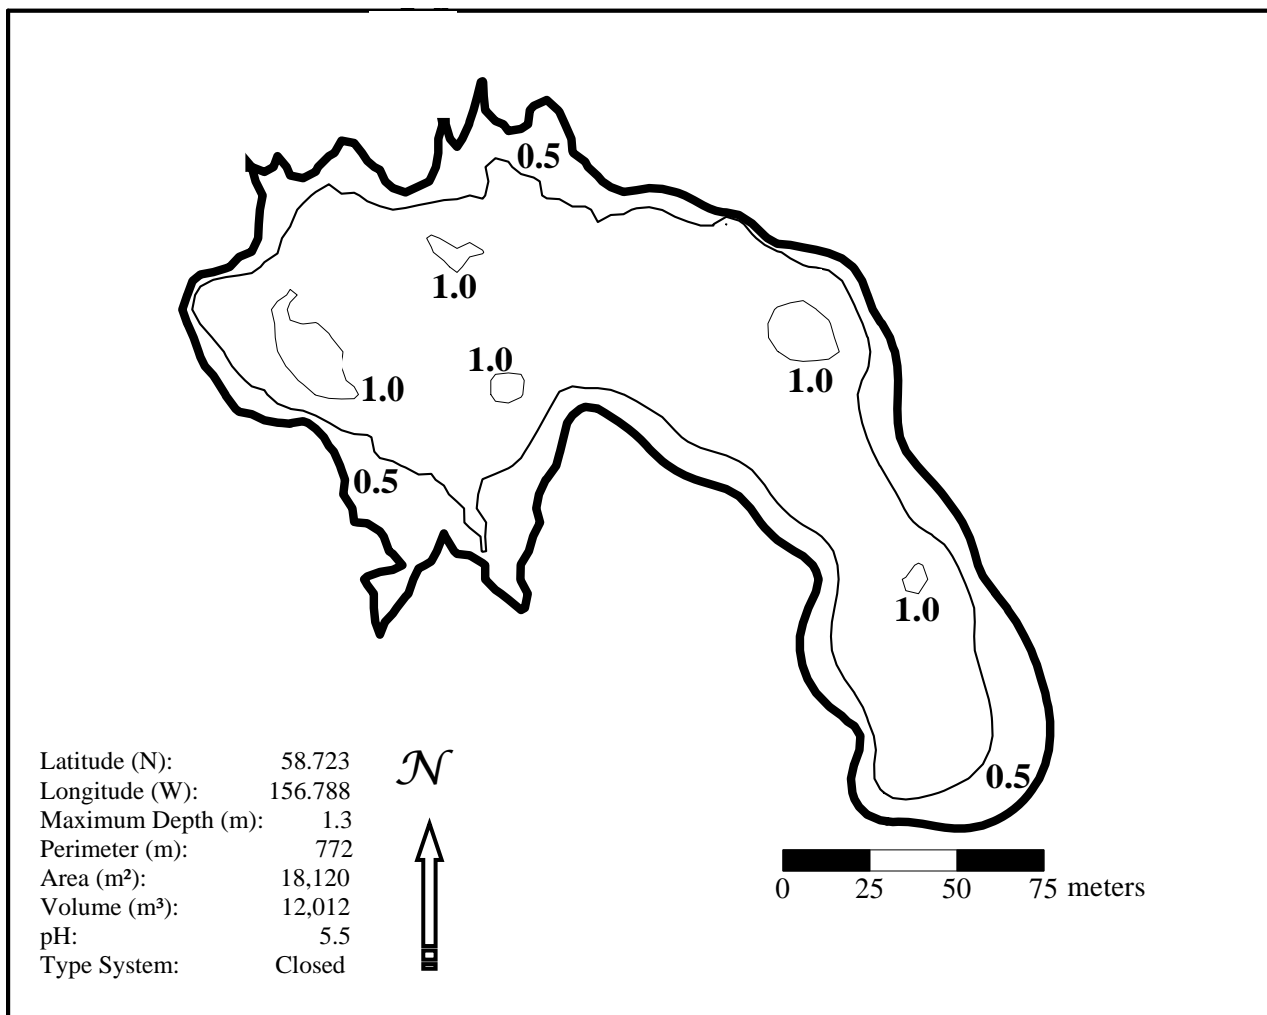 0.5
1.0
1.0
1.0
1.0
0.5
1.0
0.5
N
Latitude (N): 58.723
Longitude (W): 156.788
Maximum Depth (m): 1.3
Perimeter (m): 772
Area (m²): 18,120
Volume (m³): 12,012
pH: 5.5
Type System: Closed
0 25 50 75 meters